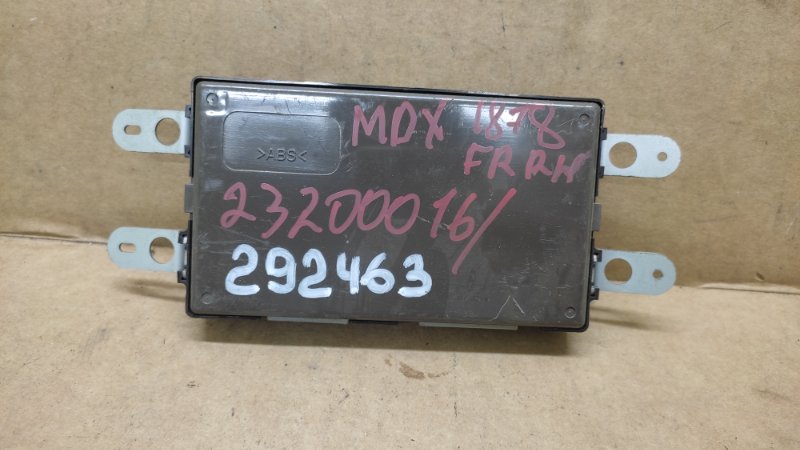 MDX 1878
FR RH
>ABS<
23200016/
292463